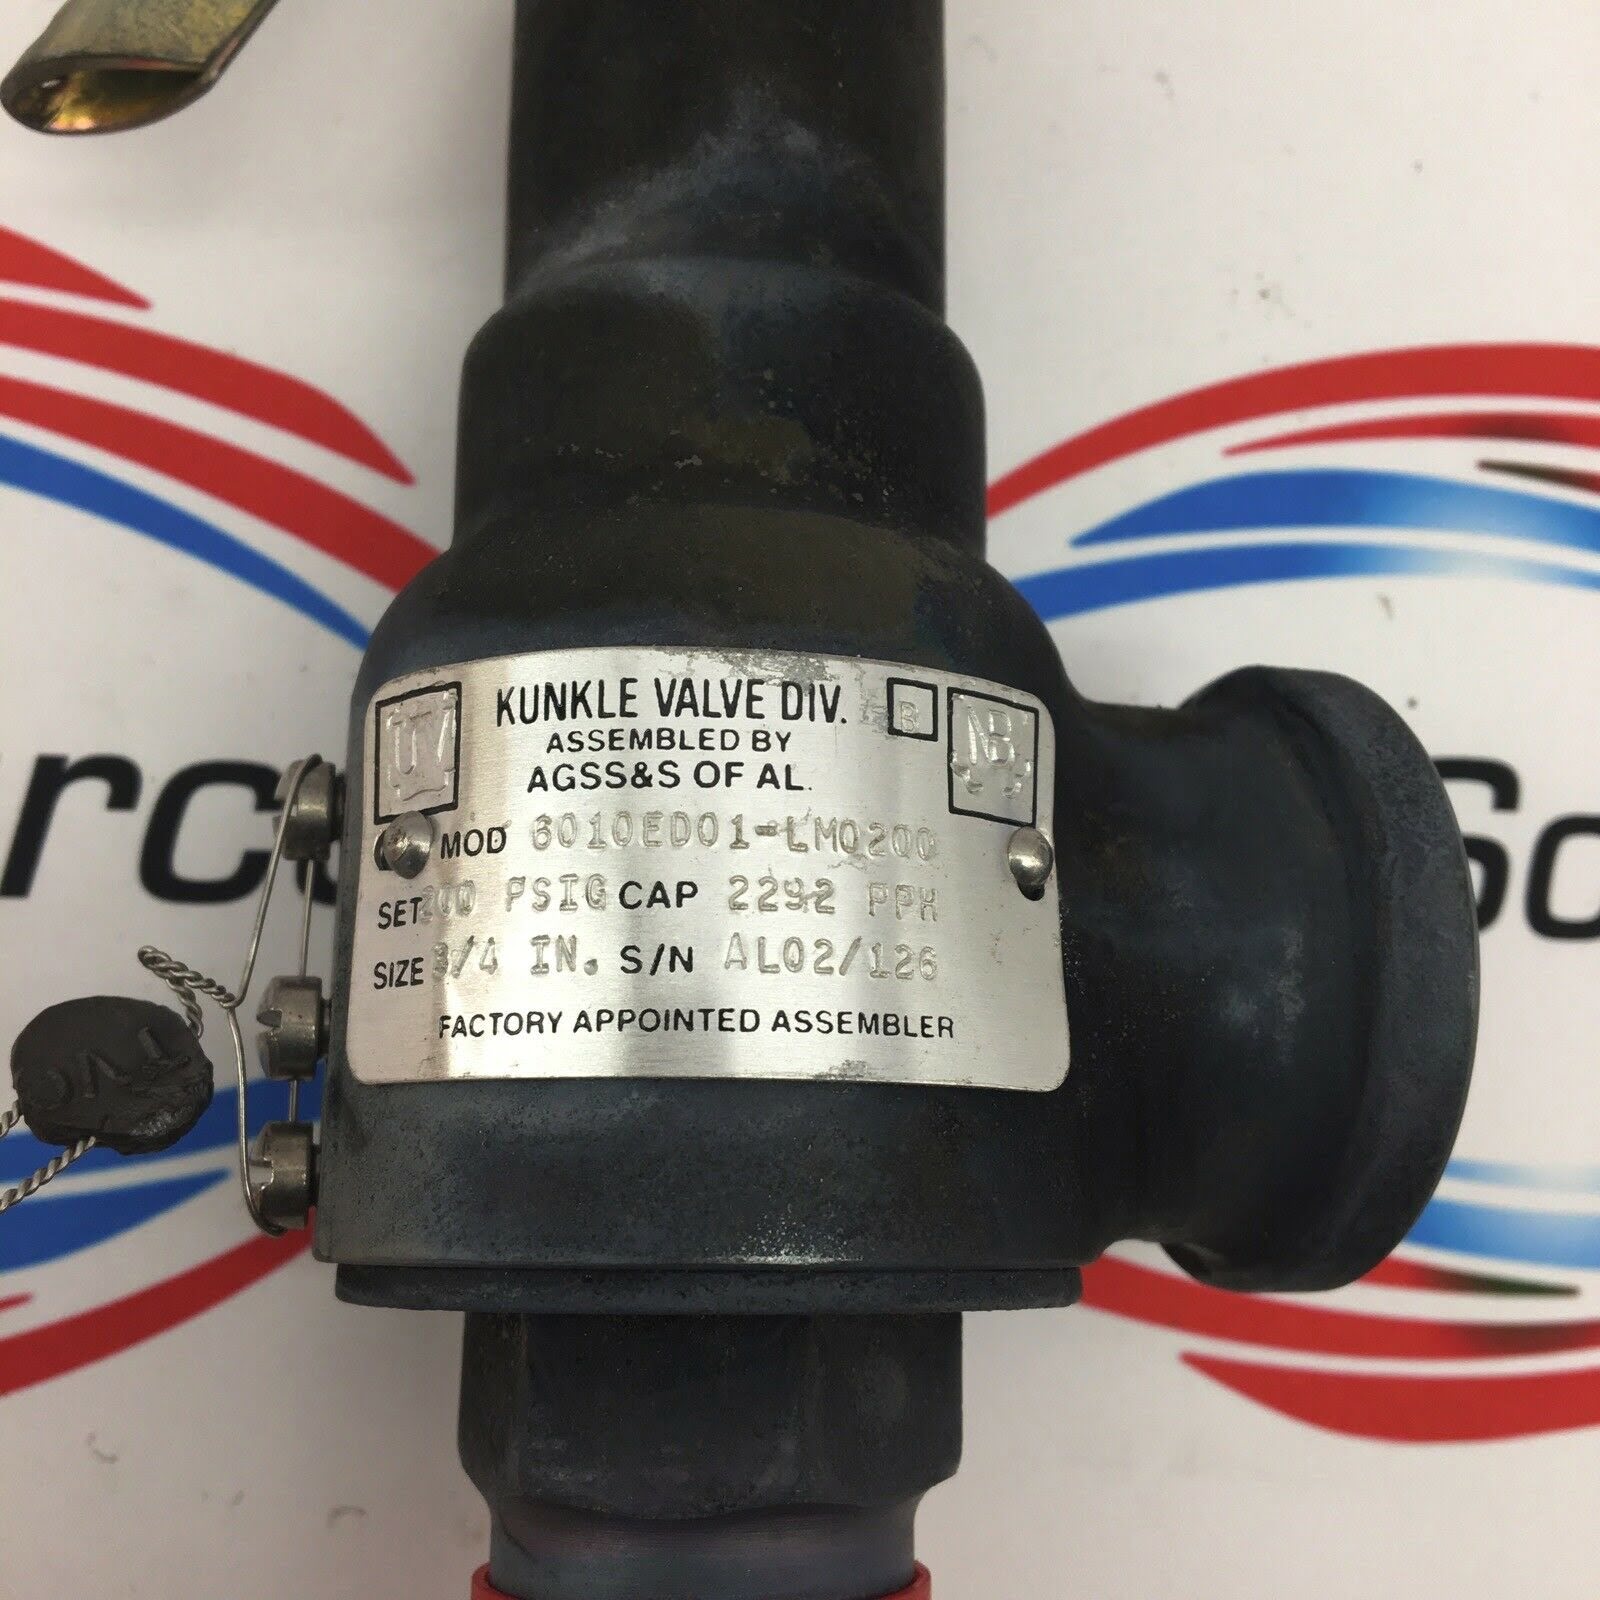 UV KUNKLE VALVE DIV. B NB
ASSEMBLED BY
AGSS&S OF AL.
MOD 6010ED01-LM0200
SET 200 PSIG CAP 2292 PPH
SIZE 3/4 IN. S/N AL02/126
FACTORY APPOINTED ASSEMBLER